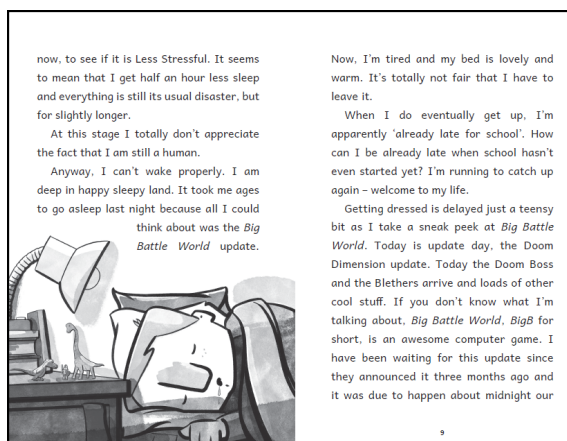 now, to see if it is Less Stressful. It seems
to mean that I get half an hour less sleep
and everything is still its usual disaster, but
for slightly longer.
At this stage I totally don’t appreciate
the fact that I am still a human.
Anyway, I can’t wake properly. I am
deep in happy sleepy land. It took me ages
to go asleep last night because all I could
think about was the Big
Battle World update.
Now, I’m tired and my bed is lovely and
warm. It’s totally not fair that I have to
leave it.
When I do eventually get up, I’m
apparently ‘already late for school’. How
can I be already late when school hasn’t
even started yet? I’m running to catch up
again – welcome to my life.
Getting dressed is delayed just a teensy
bit as I take a sneak peek at Big Battle
World. Today is update day, the Doom
Dimension update. Today the Doom Boss
and the Blethers arrive and loads of other
cool stuff. If you don’t know what I’m
talking about, Big Battle World, BigB for
short, is an awesome computer game. I
have been waiting for this update since
they announced it three months ago and
it was due to happen about midnight our
9